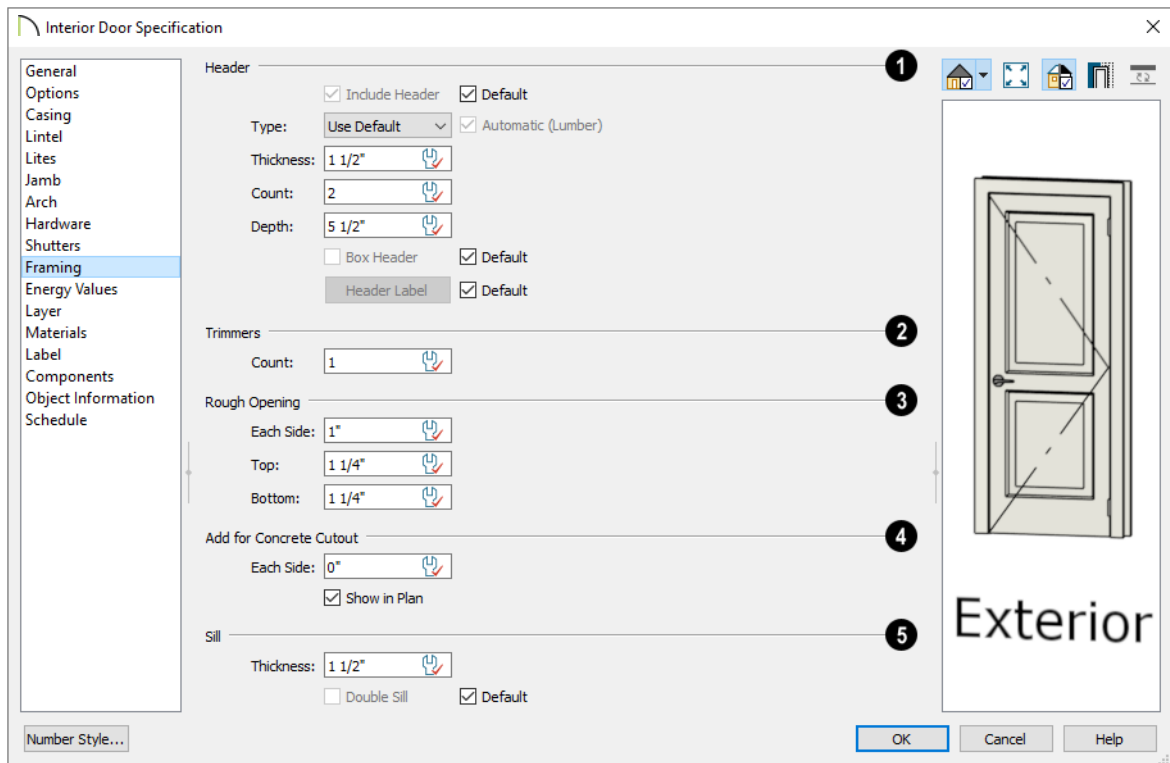 Interior Door Specification
General
Options
Casing
Lintel
Lites
Jamb
Arch
Hardware
Shutters
Framing
Energy Values
Layer
Materials
Label
Components
Object Information
Schedule
Header 1
Include Header Default
Type: Use Default Automatic (Lumber)
Thickness: 1 1/2"
Count: 2
Depth: 5 1/2"
Box Header Default
Header Label Default
Trimmers 2
Count: 1
Rough Opening 3
Each Side: 1"
Top: 1 1/4"
Bottom: 1 1/4"
Add for Concrete Cutout 4
Each Side: 0"
Show in Plan
Sill 5
Thickness: 1 1/2"
Double Sill Default
Exterior
Number Style... OK Cancel Help